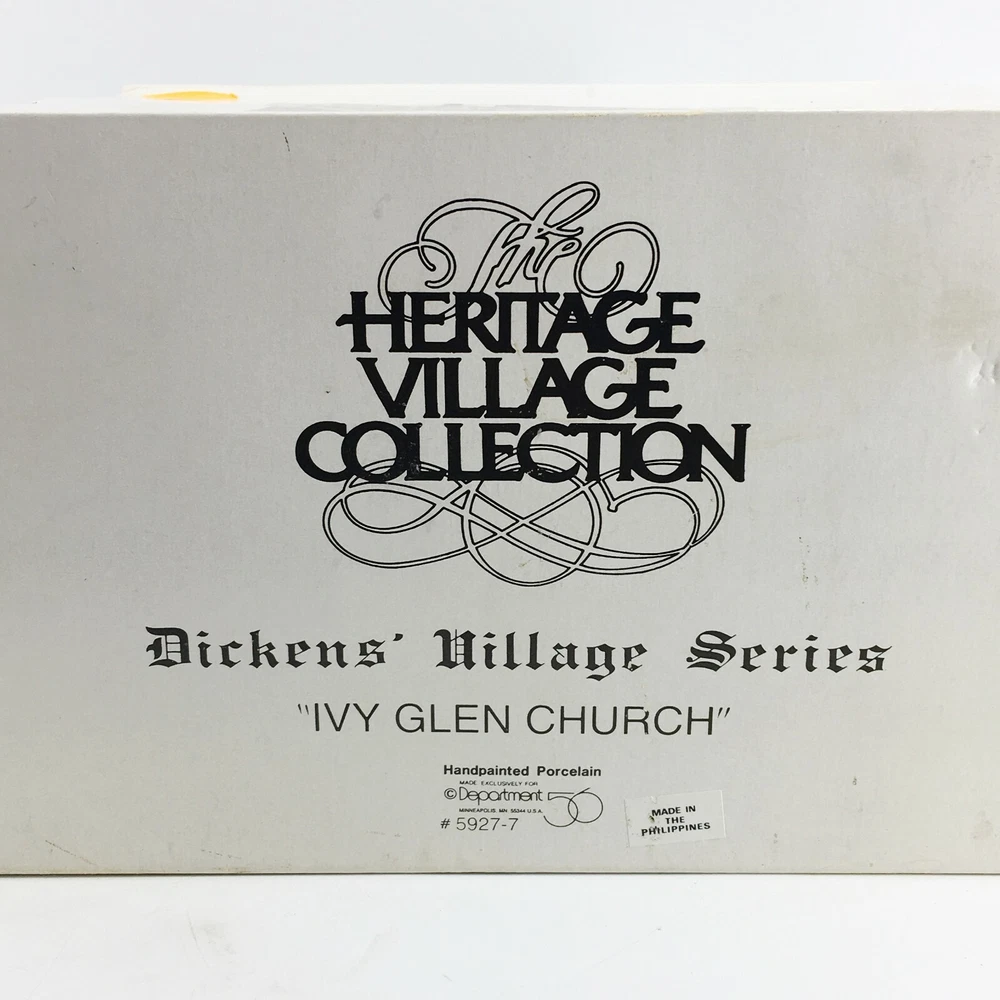 The
HERITAGE
VILLAGE
COLLECTION
Dickens' Village Series
"IVY GLEN CHURCH"
Handpainted Porcelain
MADE EXCLUSIVELY FOR
© Department 56
MINNEAPOLIS, MN. 55344 U.S.A.
# 5927-7
MADE IN
THE
PHILIPPINES